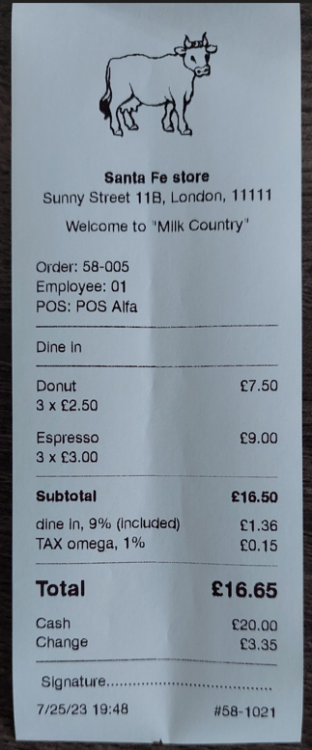 Santa Fe store
Sunny Street 11B, London, 11111
Welcome to "Milk Country"
Order: 58-005
Employee: 01
POS: POS Alfa
Dine in
Donut £7.50
3 x £2.50
Espresso £9.00
3 x £3.00
Subtotal £16.50
dine in, 9% (included) £1.36
TAX omega, 1% £0.15
Total £16.65
Cash £20.00
Change £3.35
Signature......................................
7/25/23 19:48 #58-1021